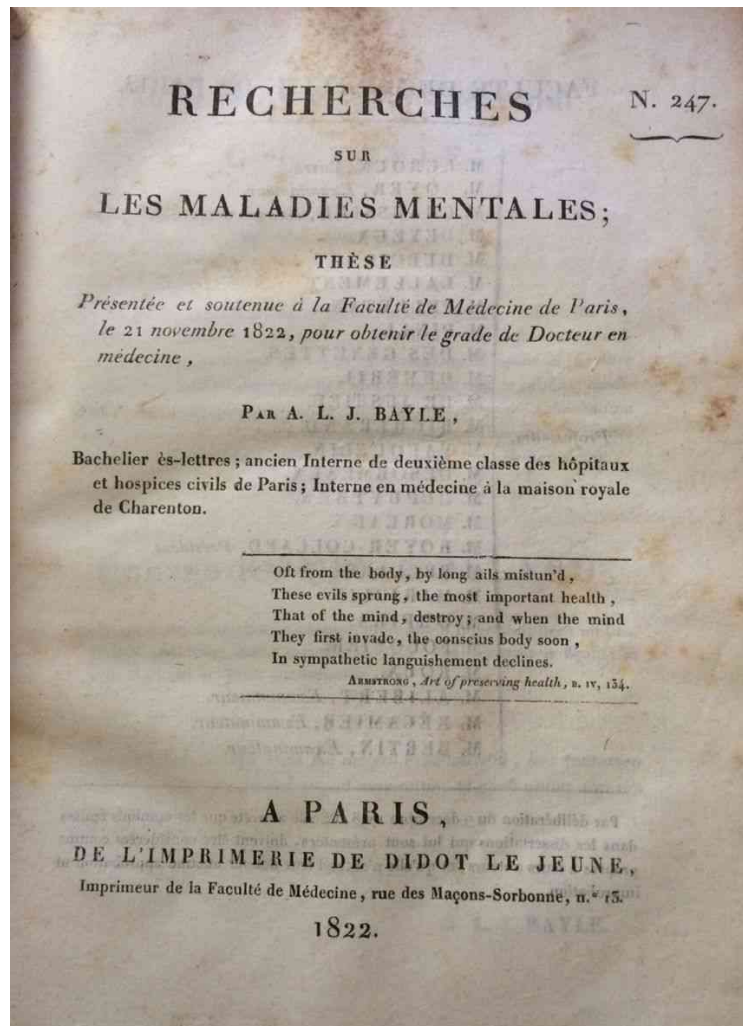 RECHERCHES
N. 247.
SUR
LES MALADIES MENTALES;
THÈSE
Présentée et soutenue à la Faculté de Médecine de Paris,
le 21 novembre 1822, pour obtenir le grade de Docteur en
médecine,
PAR A. L. J. BAYLE,
Bachelier ès-lettres; ancien Interne de deuxième classe des hôpitaux
et hospices civils de Paris; Interne en médecine à la maison royale
de Charenton.
Oft from the body, by long ails mistun'd,
These evils sprung, the most important health,
That of the mind, destroy; and when the mind
They first invade, the conscius body soon,
In sympathetic languishement declines.
ARMSTRONG, Art of preserving health, B. IV, 134.
A PARIS,
DE L'IMPRIMERIE DE DIDOT LE JEUNE,
Imprimeur de la Faculté de Médecine, rue des Maçons-Sorbonne, n.º 13.
1822.